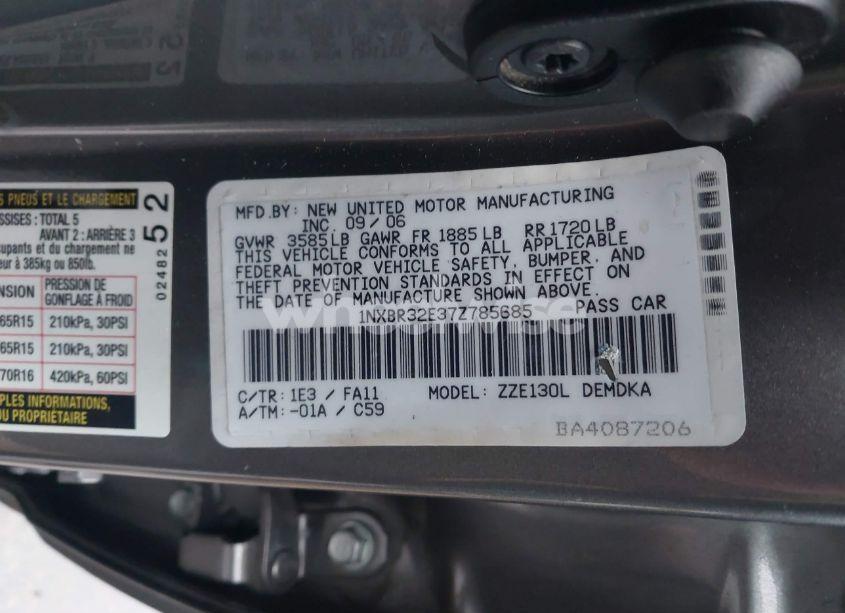 S PNEUS ET LE CHARGEMENT
SSISES : TOTAL 5
AVANT 2 : ARRIÈRE 3
cupants et du chargement ne
eur à 385kg ou 850lb.
NSION PRESSION DE GONFLAGE À FROID
65R15 210kPa, 30PSI
65R15 210kPa, 30PSI
70R16 420kPa, 60PSI
PLES INFORMATIONS,
DU PROPRIÉTAIRE
02482 52
MFD.BY: NEW UNITED MOTOR MANUFACTURING
INC. 09/06
GVWR 3585LB GAWR FR 1885LB RR1720LB
THIS VEHICLE CONFORMS TO ALL APPLICABLE
FEDERAL MOTOR VEHICLE SAFETY, BUMPER, AND
THEFT PREVENTION STANDARDS IN EFFECT ON
THE DATE OF MANUFACTURE SHOWN ABOVE.
1NXBR32E37Z785685 PASS CAR
C/TR: 1E3 / FA11 MODEL: ZZE130L DEMDKA
A/TM: -01A / C59
BA4087206